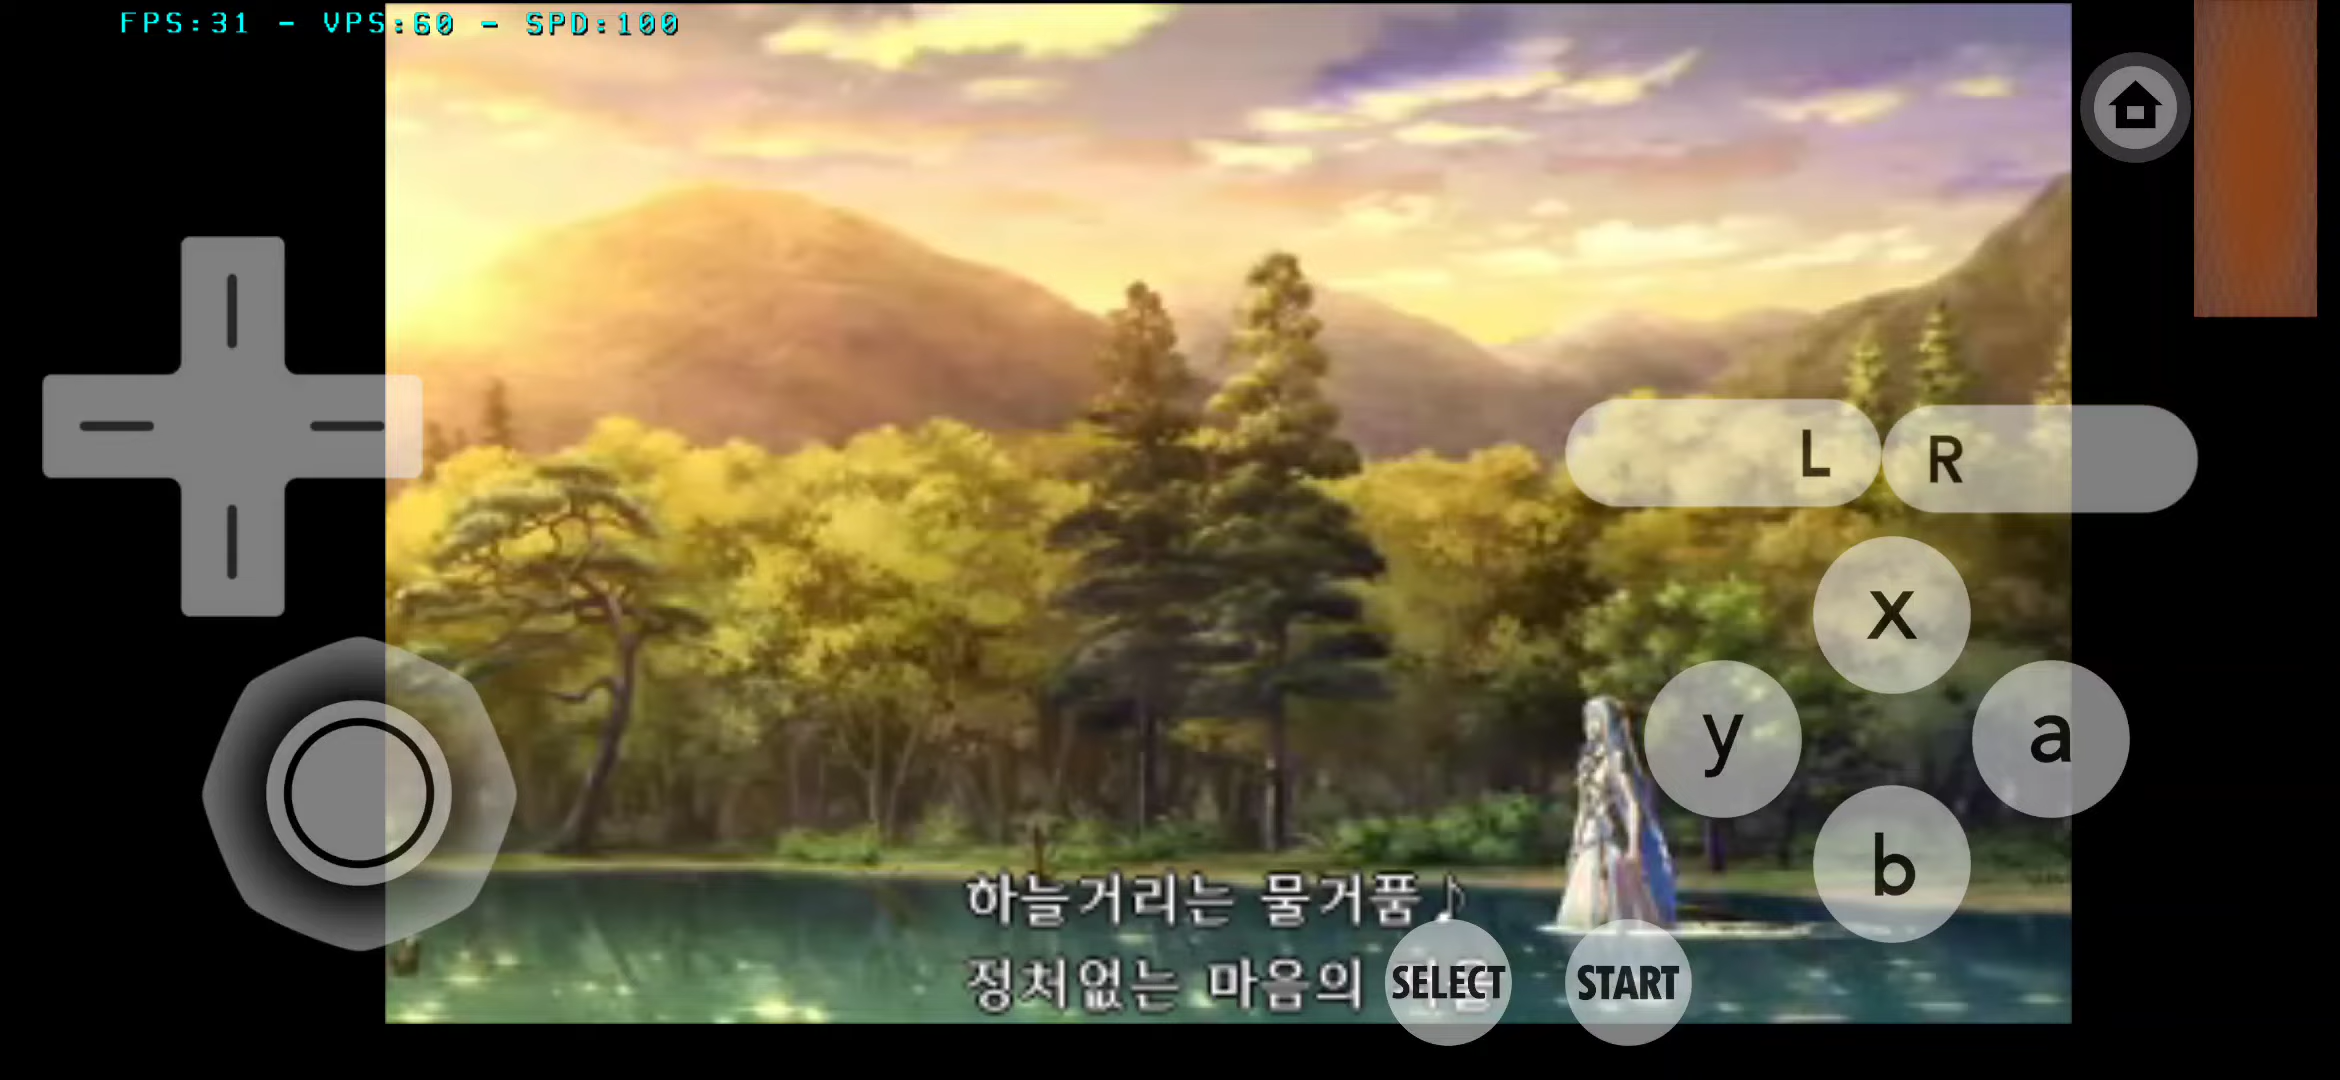 FPS:31 - VPS:60 - SPD:100
L R
x
y a
b
하늘거리는 물거품♪
정처없는 마음의
SELECT START